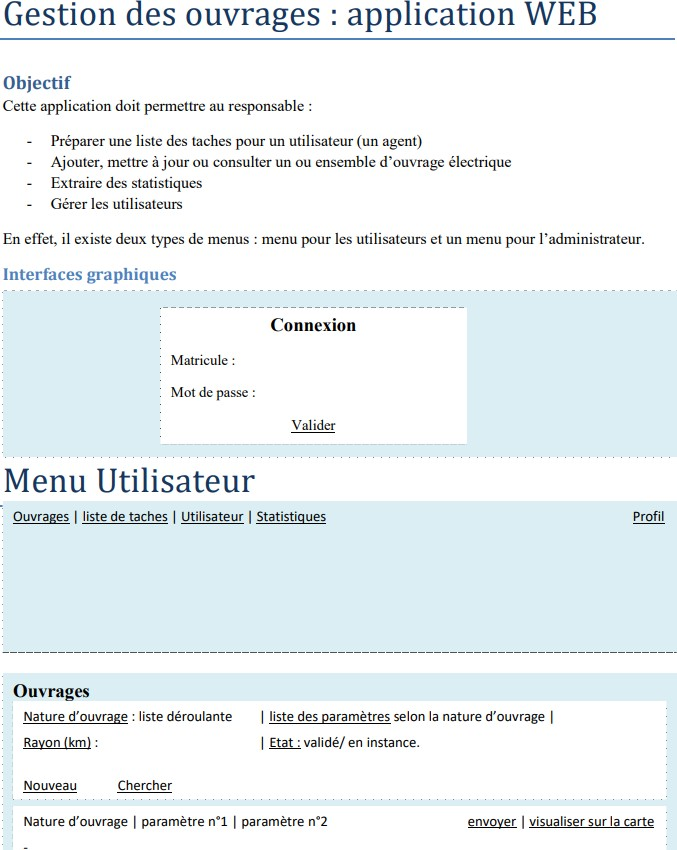 Gestion des ouvrages : application WEB
Objectif
Cette application doit permettre au responsable :
- Préparer une liste des taches pour un utilisateur (un agent)
- Ajouter, mettre à jour ou consulter un ou ensemble d'ouvrage électrique
- Extraire des statistiques
- Gérer les utilisateurs
En effet, il existe deux types de menus : menu pour les utilisateurs et un menu pour l'administrateur.
Interfaces graphiques
Connexion
Matricule :
Mot de passe :
Valider
Menu Utilisateur
Ouvrages | liste de taches | Utilisateur | Statistiques Profil
Ouvrages
Nature d'ouvrage : liste déroulante | liste des paramètres selon la nature d'ouvrage |
Rayon (km) : | Etat : validé/ en instance.
Nouveau Chercher
Nature d'ouvrage | paramètre n°1 | paramètre n°2 envoyer | visualiser sur la carte
-